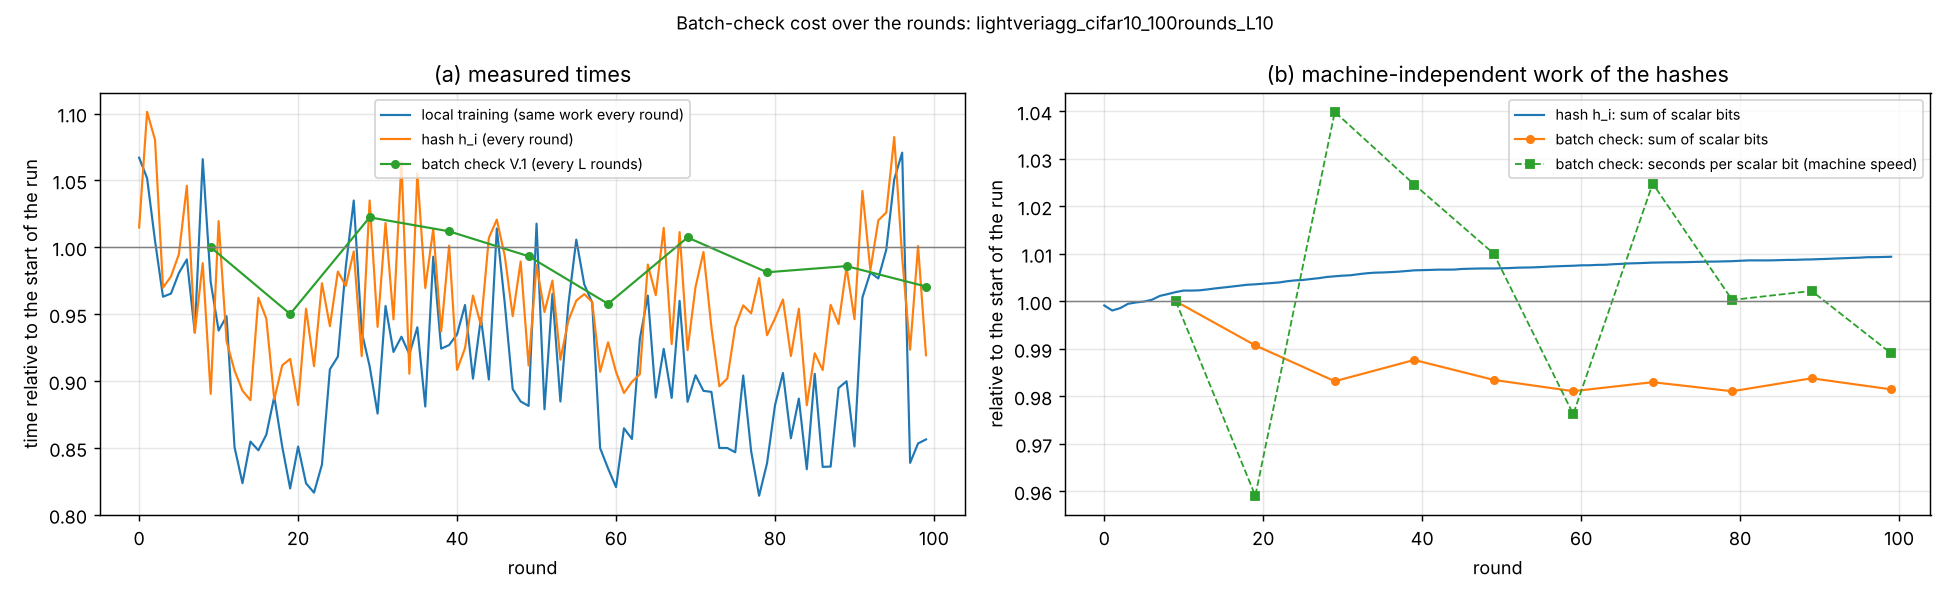 Batch-check cost over the rounds: lightveriagg_cifar10_100rounds_L10
(a) measured times
time relative to the start of the run
1.10
1.05
1.00
0.95
0.90
0.85
0.80
local training (same work every round)
hash h_i (every round)
batch check V.1 (every L rounds)
0 20 40 60 80 100
round
(b) machine-independent work of the hashes
relative to the start of the run
1.04
1.03
1.02
1.01
1.00
0.99
0.98
0.97
0.96
hash h_i: sum of scalar bits
batch check: sum of scalar bits
batch check: seconds per scalar bit (machine speed)
0 20 40 60 80 100
round